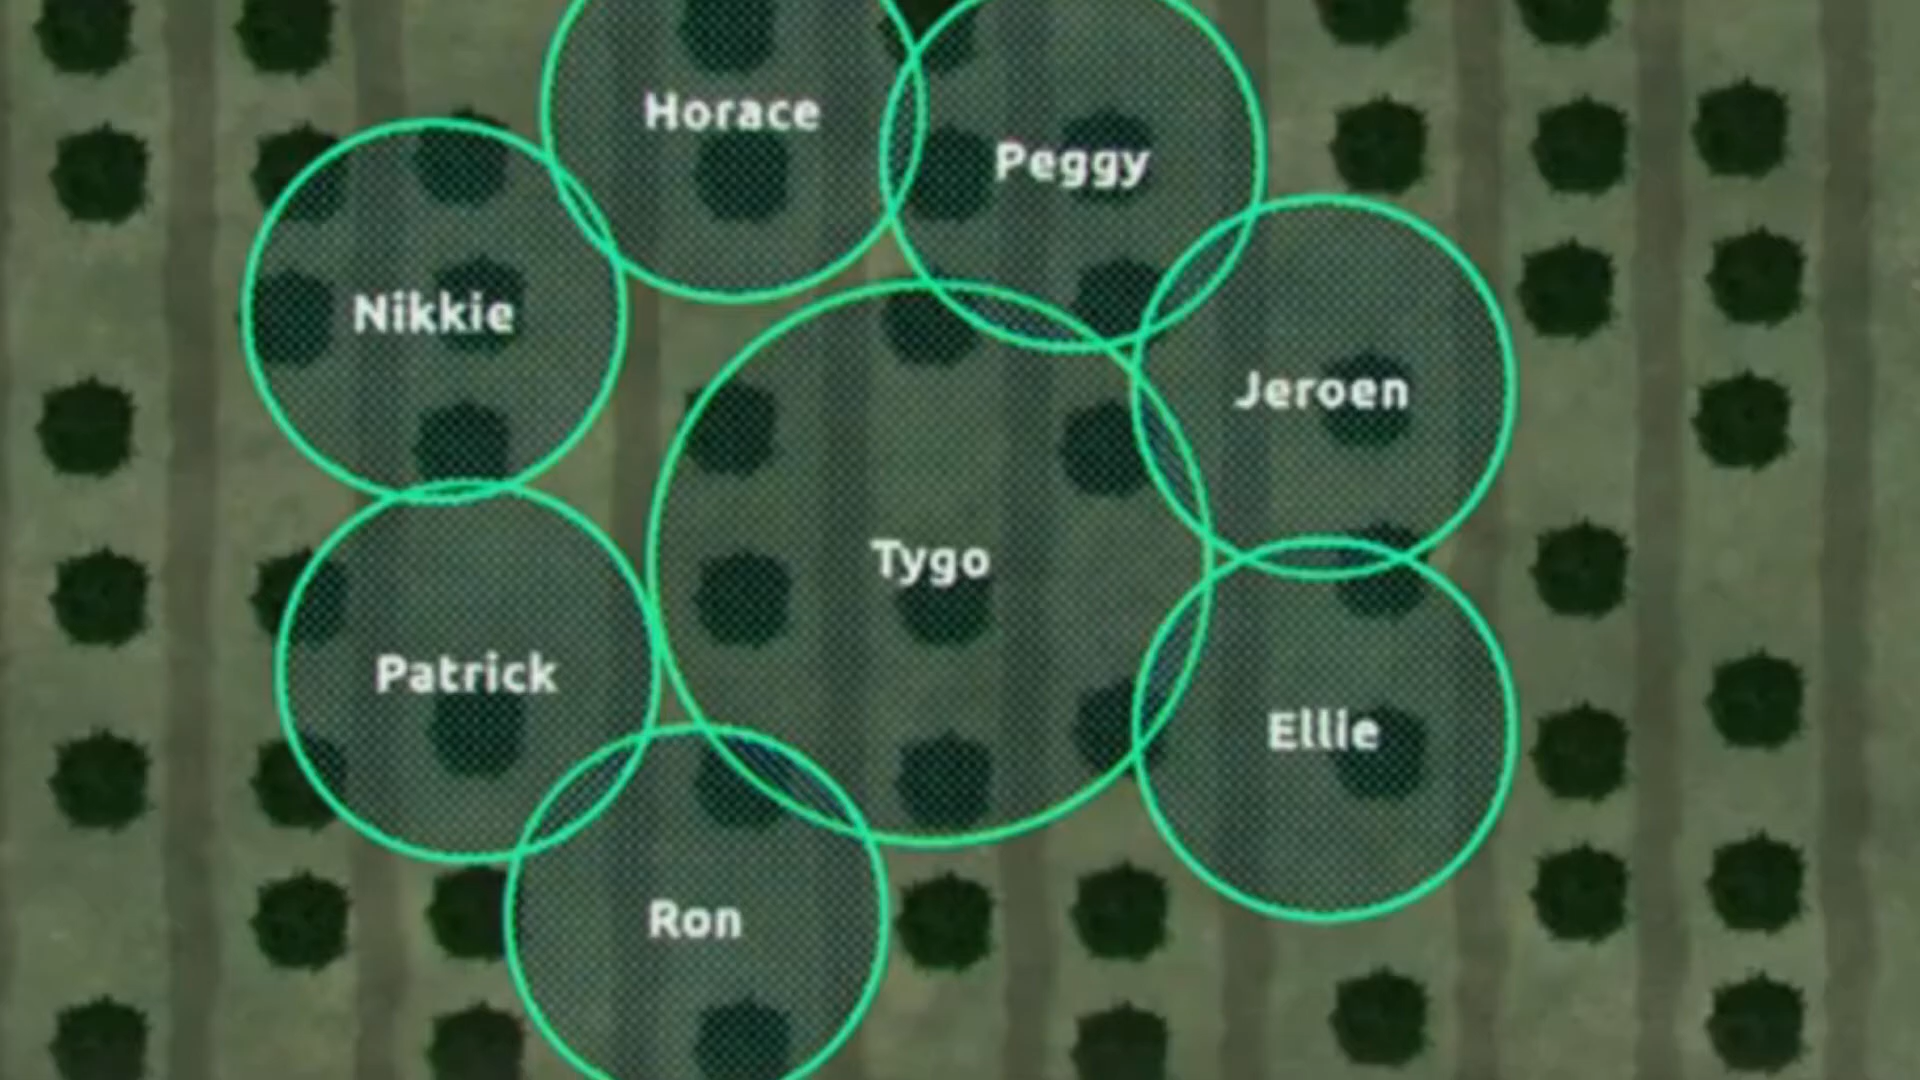 Horace
Peggy
Nikkie
Jeroen
Tygo
Patrick
Ellie
Ron